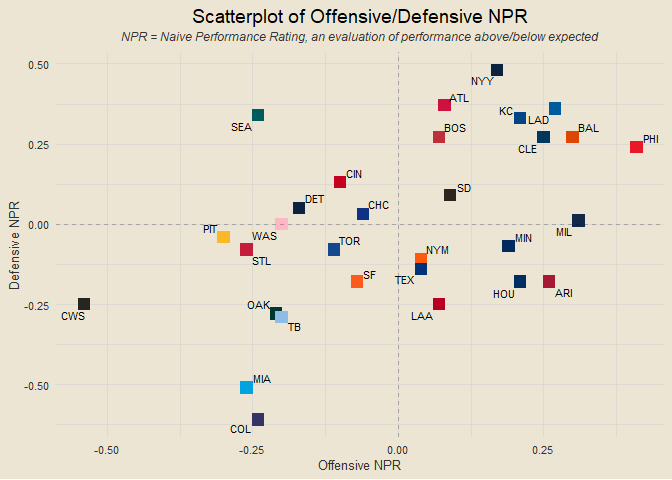 Scatterplot of Offensive/Defensive NPR
NPR = Naive Performance Rating, an evaluation of performance above/below expected
0.50
NYY
ATL
KC
LAD
SEA
BOS
BAL
0.25
CLE
PHI
CIN
SD
DET
CHC
0.00
PIT
WAS
TOR
MIN
MIL
STL
NYM
SF
TEX
HOU
ARI
-0.25
CWS
OAK
LAA
TB
MIA
-0.50
COL
Defensive NPR
-0.50
-0.25
0.00
0.25
Offensive NPR